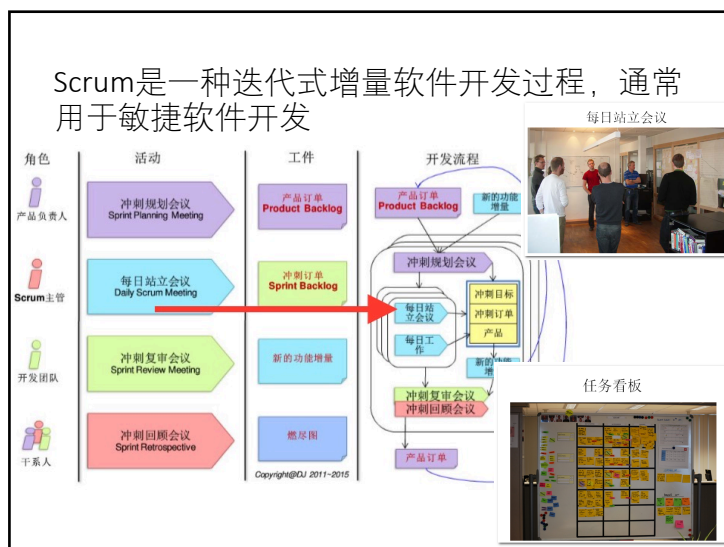 Scrum是一种迭代式增量软件开发过程，通常
用于敏捷软件开发
每日站立会议
角色
活动
工件
开发流程
产品负责人
Scrum主管
开发团队
干系人
冲刺规划会议
Sprint Planning Meeting
每日站立会议
Daily Scrum Meeting
冲刺复审会议
Sprint Review Meeting
冲刺回顾会议
Sprint Retrospective
产品订单
Product Backlog
冲刺订单
Sprint Backlog
新的功能增量
燃尽图
Copyright@DJ 2011~2015
产品订单
Product Backlog
新的功能
增量
冲刺规划会议
每日站
立会议
每日工
作
冲刺目标
冲刺订单
产品
新的功能
增
冲刺复审会议
冲刺回顾会议
产品订单
任务看板